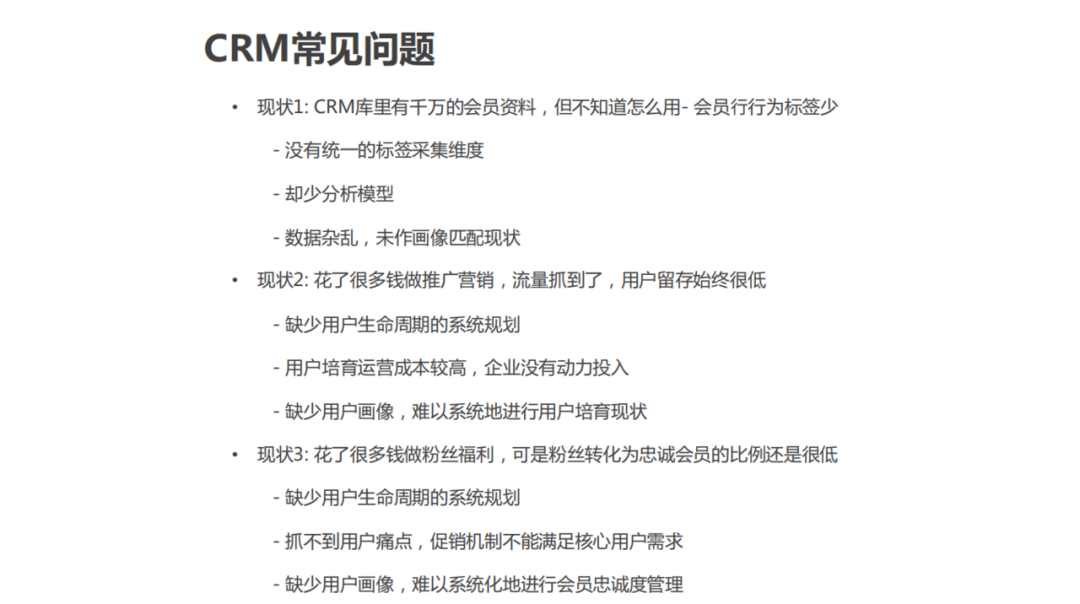 CRM常见问题
• 现状1: CRM库里有千万的会员资料，但不知道怎么用- 会员行行为标签少
- 没有统一的标签采集维度
- 却少分析模型
- 数据杂乱，未作画像匹配现状
• 现状2: 花了很多钱做推广营销，流量抓到了，用户留存始终很低
- 缺少用户生命周期的系统规划
- 用户培育运营成本较高，企业没有动力投入
- 缺少用户画像，难以系统地进行用户培育现状
• 现状3: 花了很多钱做粉丝福利，可是粉丝转化为忠诚会员的比例还是很低
- 缺少用户生命周期的系统规划
- 抓不到用户痛点，促销机制不能满足核心用户需求
- 缺少用户画像，难以系统化地进行会员忠诚度管理